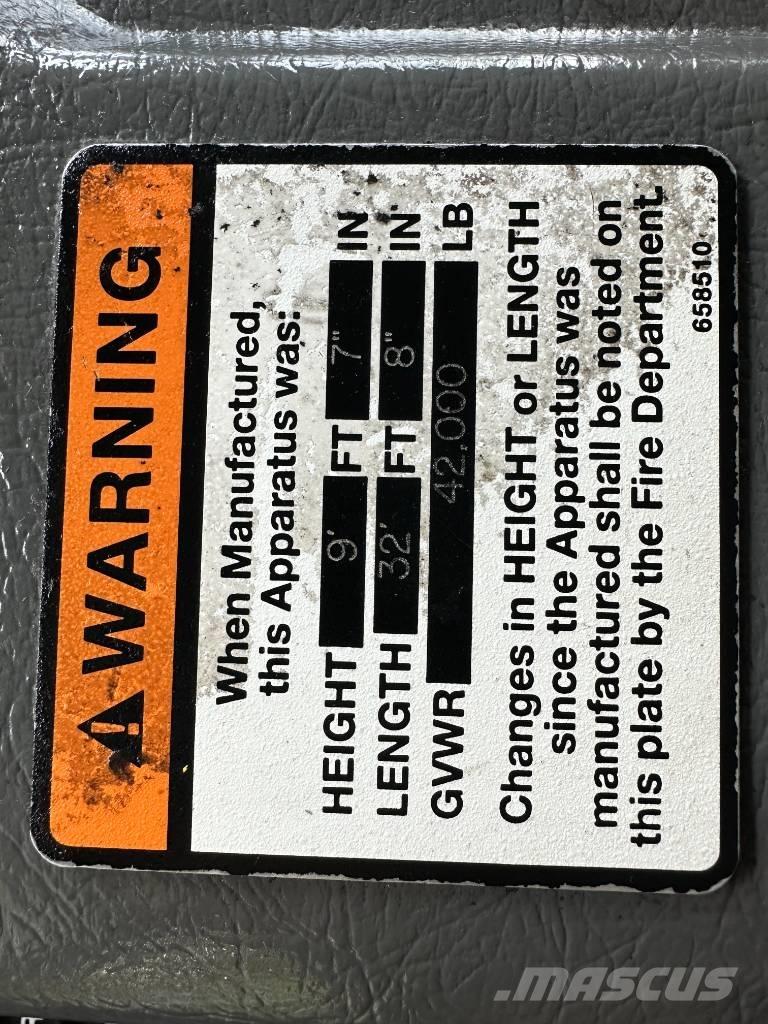 WARNING
When Manufactured,
this Apparatus was:
HEIGHT 9' FT 7" IN
LENGTH 32' FT 8" IN
GVWR 42,000 LB
Changes in HEIGHT or LENGTH
since the Apparatus was
manufactured shall be noted on
this plate by the Fire Department.
658510
MASCUS